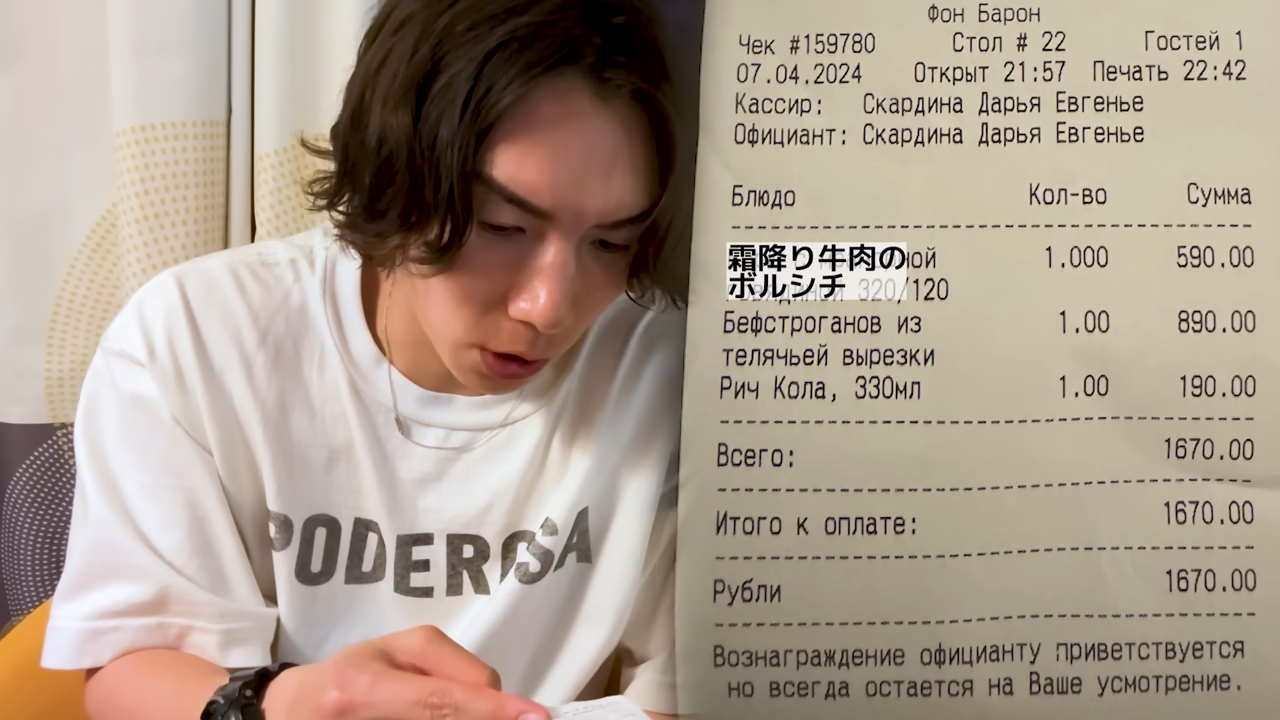 PODEROSA
Фон Барон
Чек #159780 Стол # 22 Гостей 1
07.04.2024 Открыт 21:57 Печать 22:42
Кассир: Скардина Дарья Евгенье
Официант: Скардина Дарья Евгенье
Блюдо Кол-во Сумма
霜降り牛肉の 1.000 590.00
ボルシチ 320/120
Бефстроганов из 1.00 890.00
телячьей вырезки
Рич Кола, 330мл 1.00 190.00
Всего: 1670.00
Итого к оплате: 1670.00
Рубли 1670.00
Вознаграждение официанту приветствуется
но всегда остается на Ваше усмотрение.